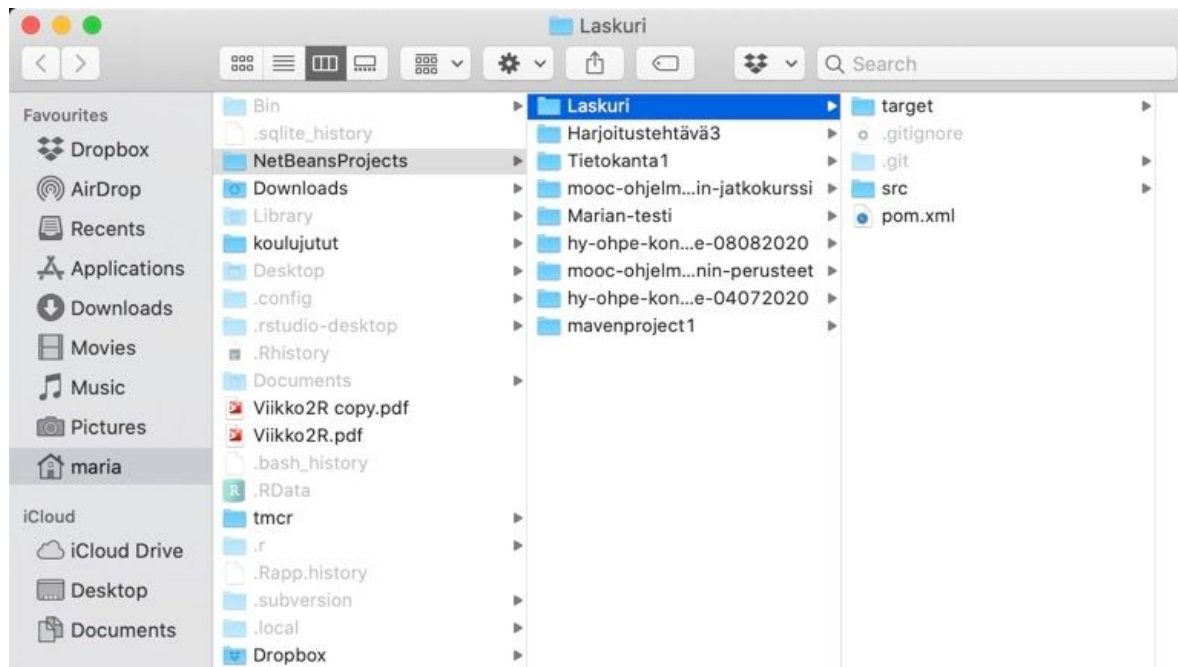 Laskuri
Search
Favourites
Dropbox
AirDrop
Recents
Applications
Downloads
Movies
Music
Pictures
maria
iCloud
iCloud Drive
Desktop
Documents
Bin
.sqlite_history
NetBeansProjects
Downloads
Library
koulujutut
Desktop
.config
.rstudio-desktop
.Rhistory
Documents
Viikko2R copy.pdf
Viikko2R.pdf
.bash_history
.RData
tmcr
.r
.Rapp.history
.subversion
.local
Dropbox
Laskuri
Harjoitustehtävä3
Tietokanta1
mooc-ohjelm...in-jatkokurssi
Marian-testi
hy-ohpe-kon...e-08082020
mooc-ohjelm...nin-perusteet
hy-ohpe-kon...e-04072020
mavenproject1
target
.gitignore
.git
src
pom.xml